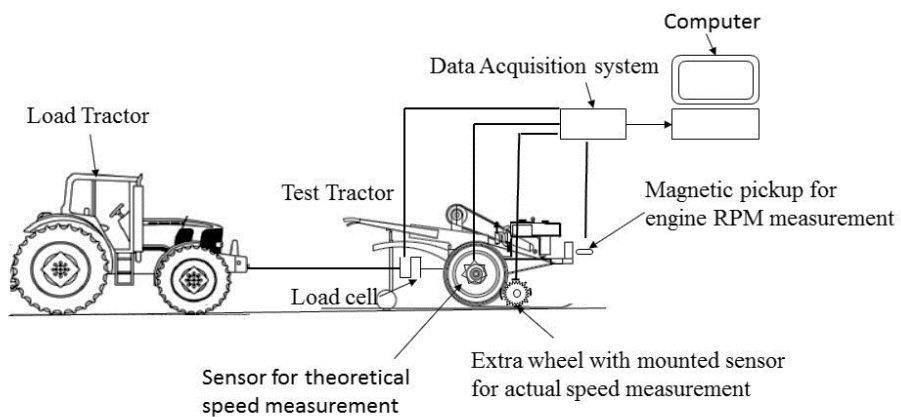 Computer
Data Acquisition system
Load Tractor
Test Tractor
Magnetic pickup for
engine RPM measurement
Load cell
Sensor for theoretical
speed measurement
Extra wheel with mounted sensor
for actual speed measurement